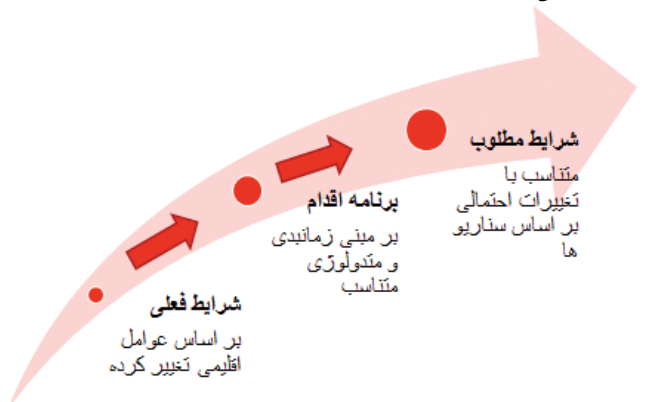 شرایط فعلی
بر اساس عوامل
اقلیمی تغییر کرده
برنامه اقدام
بر مبنی زمانبدی
و متدولوژی
متناسب
شرایط مطلوب
متناسب با
تغییرات احتمالی
بر اساس سناریو
ها